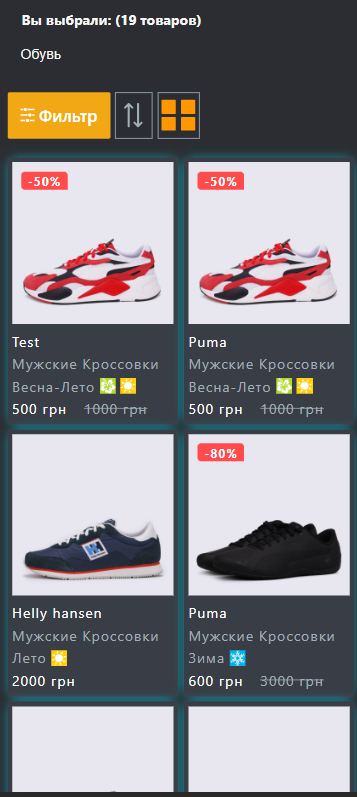 Вы выбрали: (19 товаров)
Обувь
Фильтр
-50%
-50%
Test
Puma
Мужские Кроссовки
Мужские Кроссовки
Весна-Лето
Весна-Лето
500 грн 1000 грн
500 грн 1000 грн
-80%
Helly hansen
Puma
Мужские Кроссовки
Мужские Кроссовки
Лето
Зима
2000 грн
600 грн 3000 грн